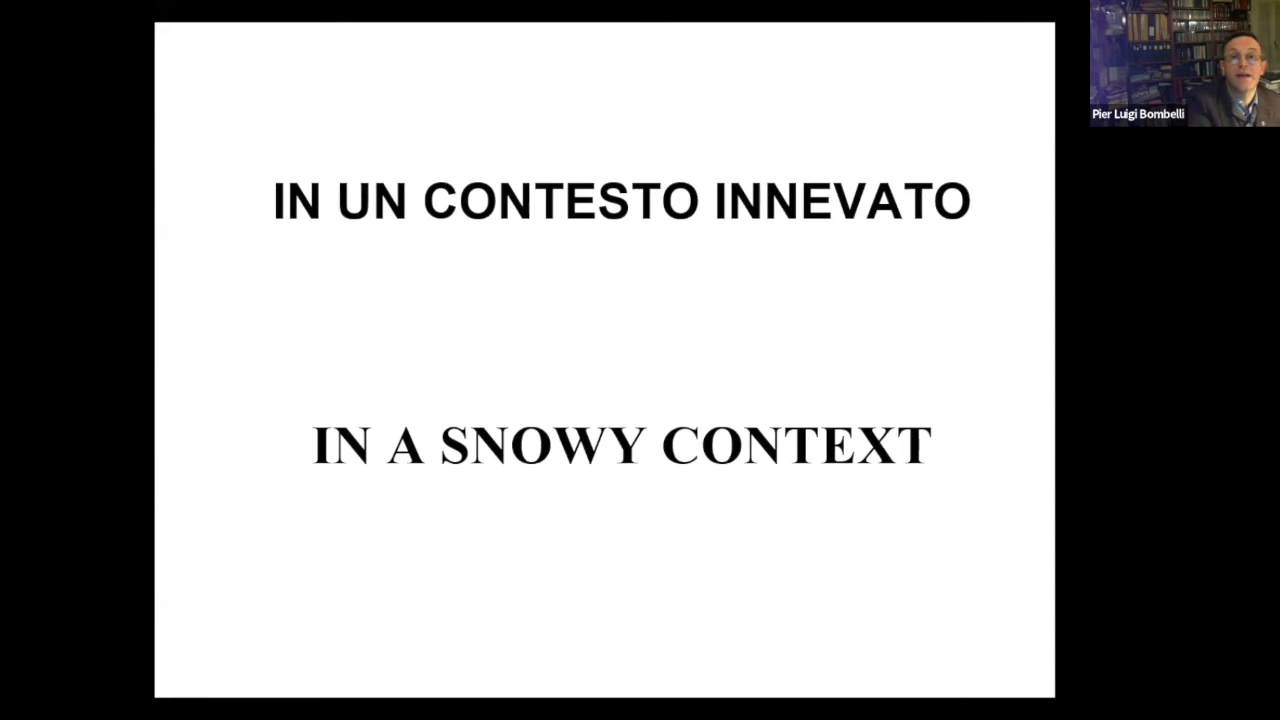 IN UN CONTESTO INNEVATO
IN A SNOWY CONTEXT
Pier Luigi Bombelli